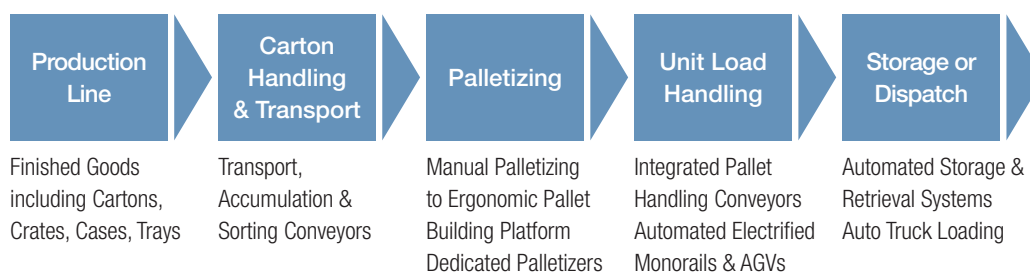 Production
Line
Finished Goods
including Cartons,
Crates, Cases, Trays
Carton
Handling
& Transport
Transport,
Accumulation &
Sorting Conveyors
Palletizing
Manual Palletizing
to Ergonomic Pallet
Building Platform
Dedicated Palletizers
Unit Load
Handling
Integrated Pallet
Handling Conveyors
Automated Electrified
Monorails & AGVs
Storage or
Dispatch
Automated Storage &
Retrieval Systems
Auto Truck Loading